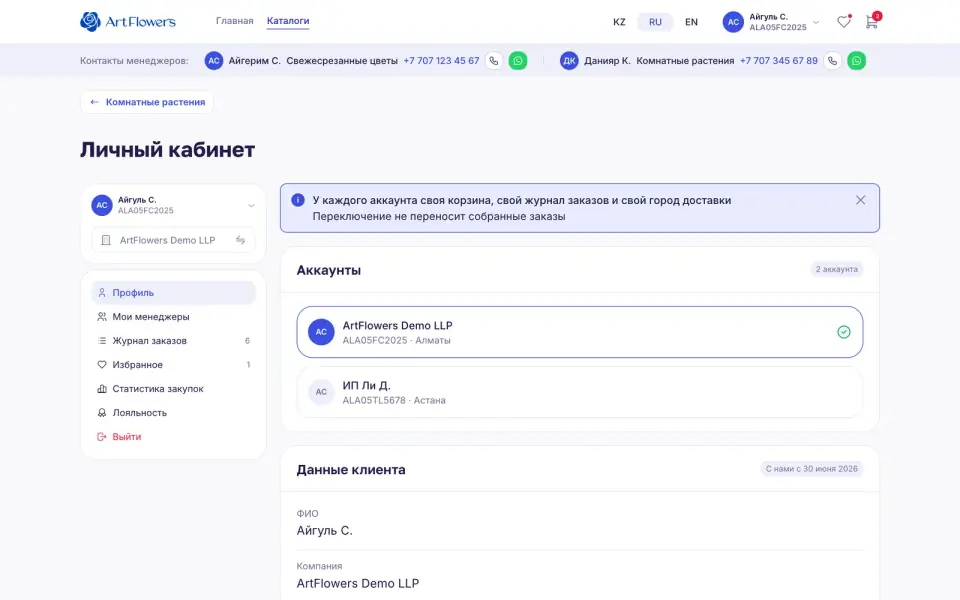 ArtFlowers
Главная
Каталоги
KZ
RU
EN
АС
Айгуль С.
ALA05FC2025
2
Контакты менеджеров:
АС
Айгерим С. Свежесрезанные цветы +7 707 123 45 67
ДК
Данияр К. Комнатные растения +7 707 345 67 89
← Комнатные растения
Личный кабинет
АС
Айгуль С.
ALA05FC2025
ArtFlowers Demo LLP
Профиль
Мои менеджеры
Журнал заказов 6
Избранное 1
Статистика закупок
Лояльность
Выйти
У каждого аккаунта своя корзина, свой журнал заказов и свой город доставки
Переключение не переносит собранные заказы
Аккаунты
2 аккаунта
АС
ArtFlowers Demo LLP
ALA05FC2025 · Алматы
АС
ИП Ли Д.
ALA05TL5678 · Астана
Данные клиента
С нами с 30 июня 2026
ФИО
Айгуль С.
Компания
ArtFlowers Demo LLP